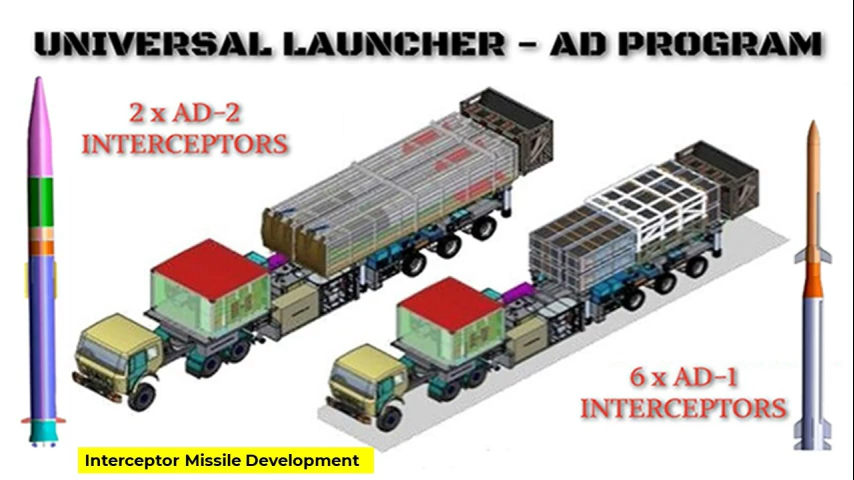 UNIVERSAL LAUNCHER - AD PROGRAM
2 x AD-2
INTERCEPTORS
6 x AD-1
INTERCEPTORS
Interceptor Missile Development